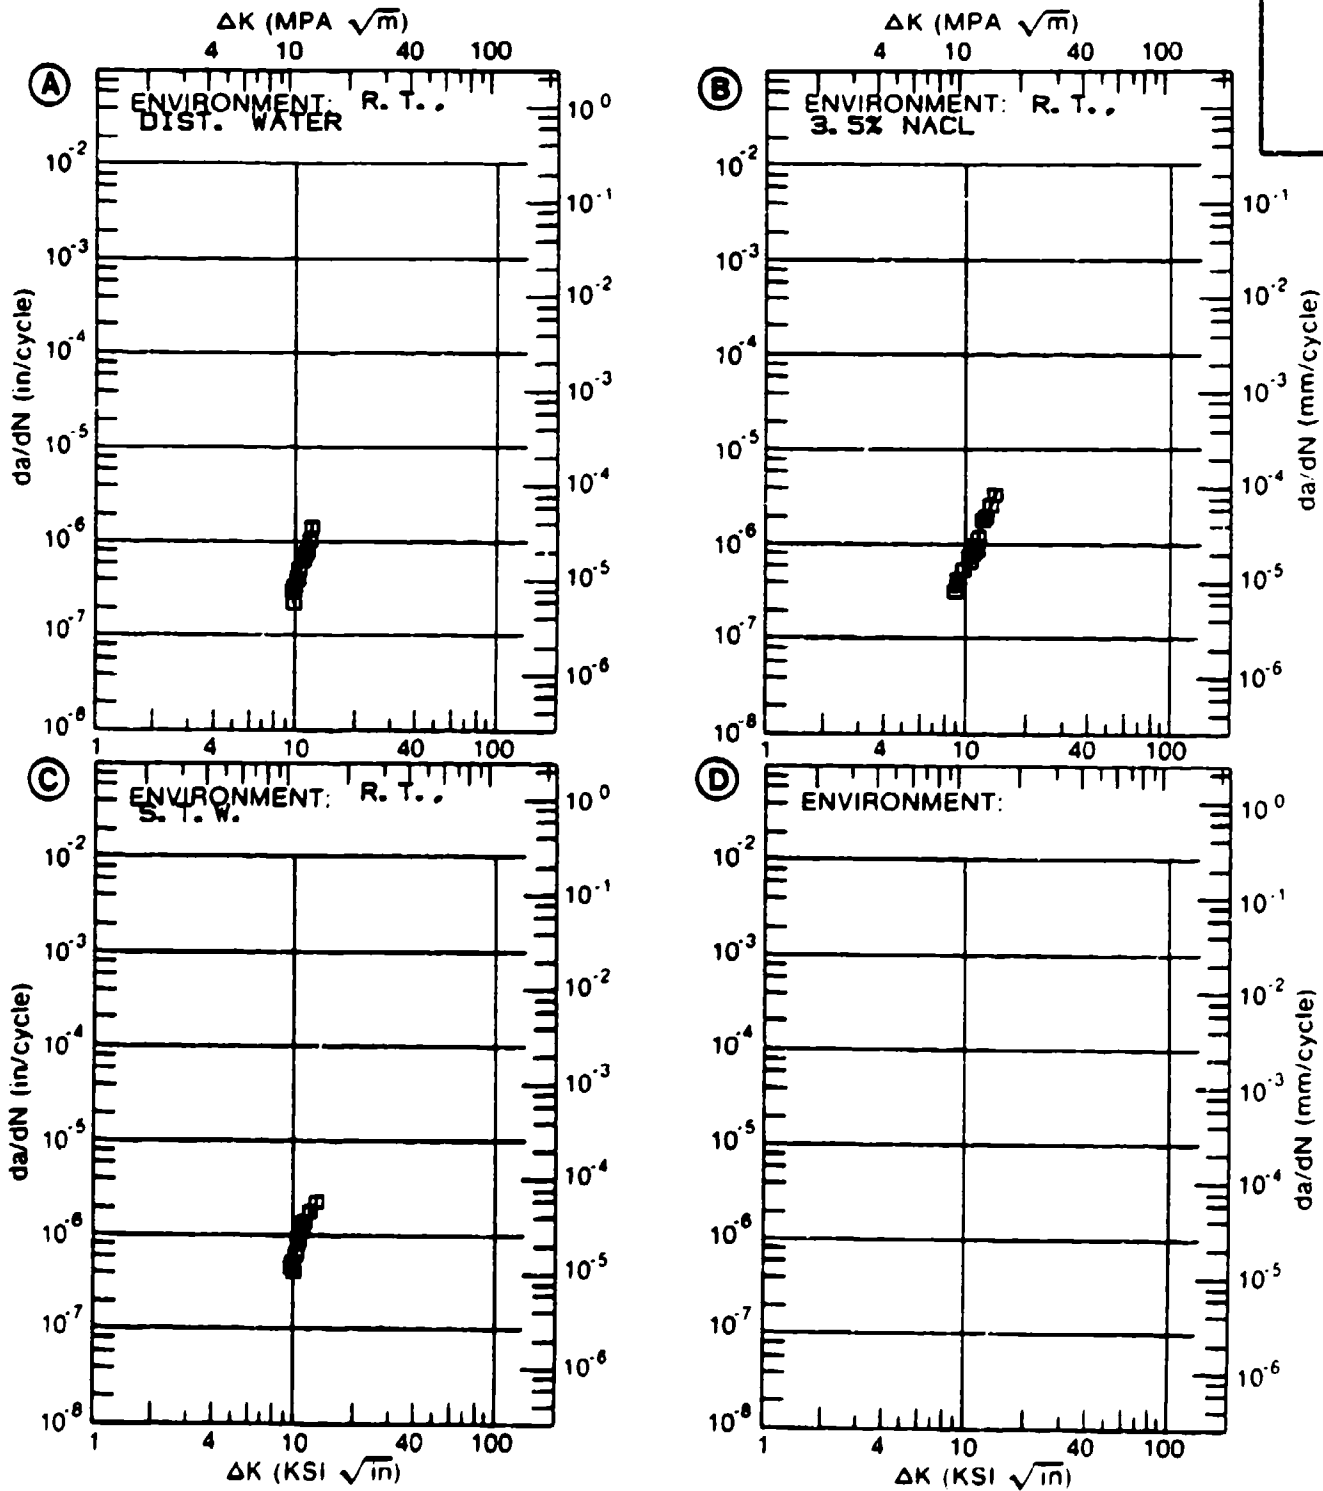 ΔK (MPA √m)
4 10 40 100
ΔK (MPA √m)
4 10 40 100
A
ENVIRONMENT: R. T.,
DIST. WATER
da/dN (in/cycle)
10^-2
10^-3
10^-4
10^-5
10^-6
10^-7
10^-8
10^0
10^-1
10^-2
10^-3
10^-4
10^-5
10^-6
1 4 10 40 100
B
ENVIRONMENT: R. T.,
3. 5% NACL
10^-2
10^-3
10^-4
10^-5
10^-6
10^-7
10^-8
10^-1
10^-2
10^-3
10^-4
10^-5
10^-6
da/dN (mm/cycle)
1 4 10 40 100
C
ENVIRONMENT: R. T.,
S. T. W.
da/dN (in/cycle)
10^-2
10^-3
10^-4
10^-5
10^-6
10^-7
10^-8
10^0
10^-1
10^-2
10^-3
10^-4
10^-5
10^-6
1 4 10 40 100
ΔK (KSI √in)
D
ENVIRONMENT:
10^-2
10^-3
10^-4
10^-5
10^-6
10^-7
10^-8
10^0
10^-1
10^-2
10^-3
10^-4
10^-5
10^-6
da/dN (mm/cycle)
1 4 10 40 100
ΔK (KSI √in)